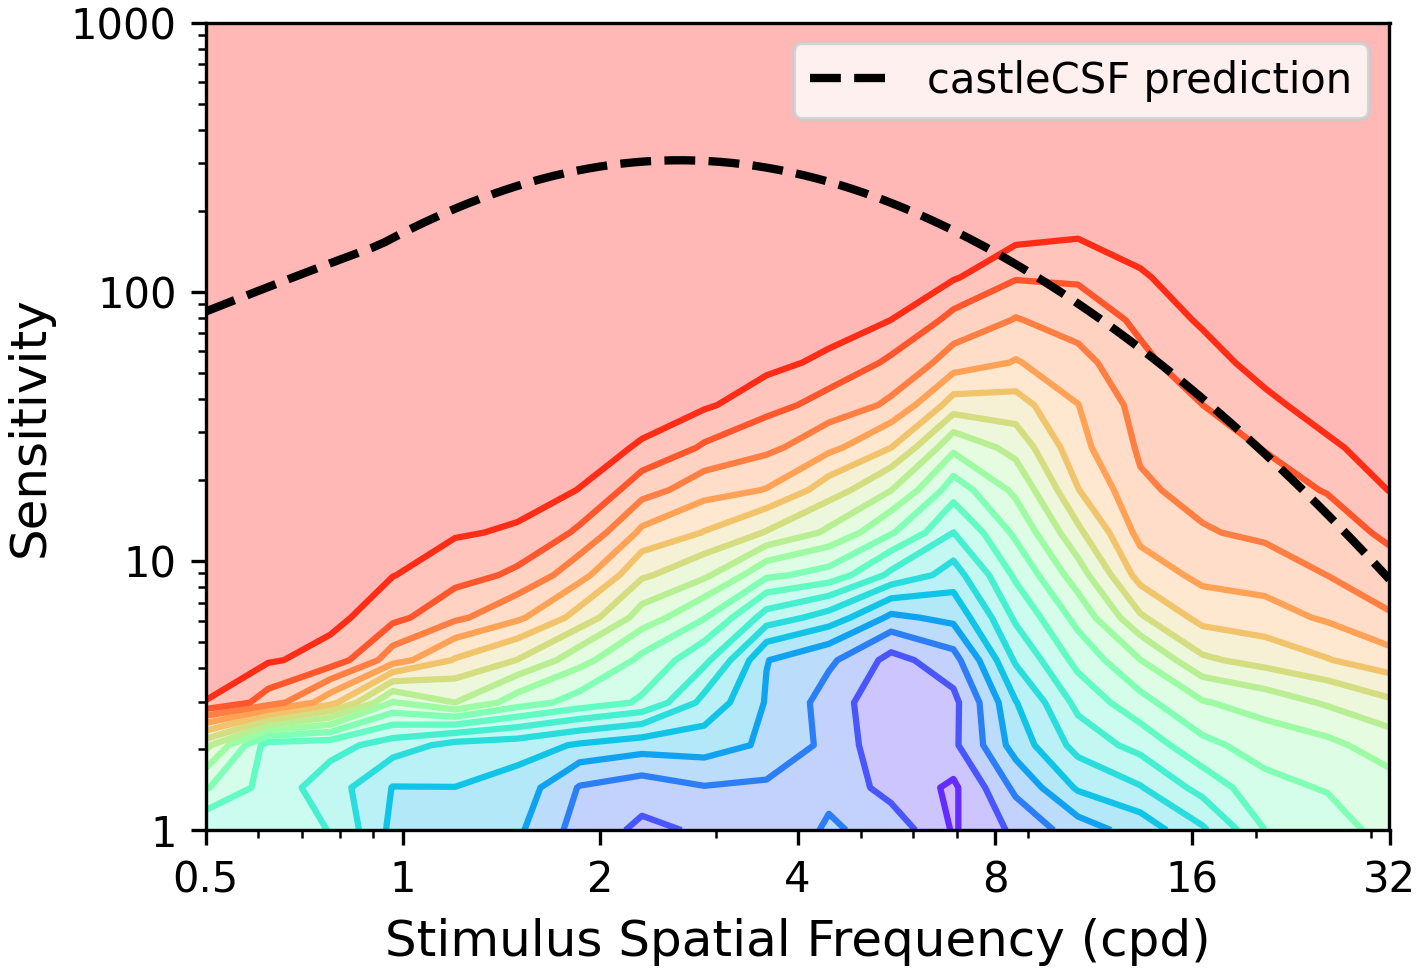 1000
castleCSF prediction
100
Sensitivity
10
1
0.5 1 2 4 8 16 32
Stimulus Spatial Frequency (cpd)